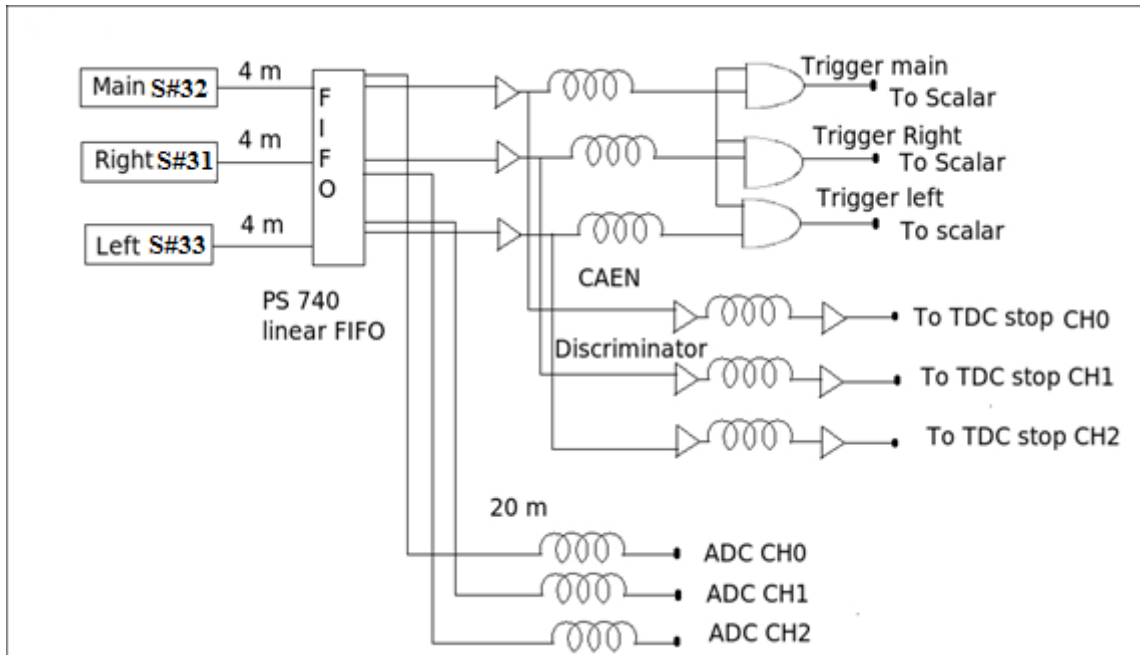 Main S#32
4 m
Right S#31
4 m
Left S#33
4 m
F
I
F
O
PS 740
linear FIFO
Trigger main
To Scalar
Trigger Right
To Scalar
Trigger left
To scalar
CAEN
Discriminator
To TDC stop CH0
To TDC stop CH1
To TDC stop CH2
20 m
ADC CH0
ADC CH1
ADC CH2